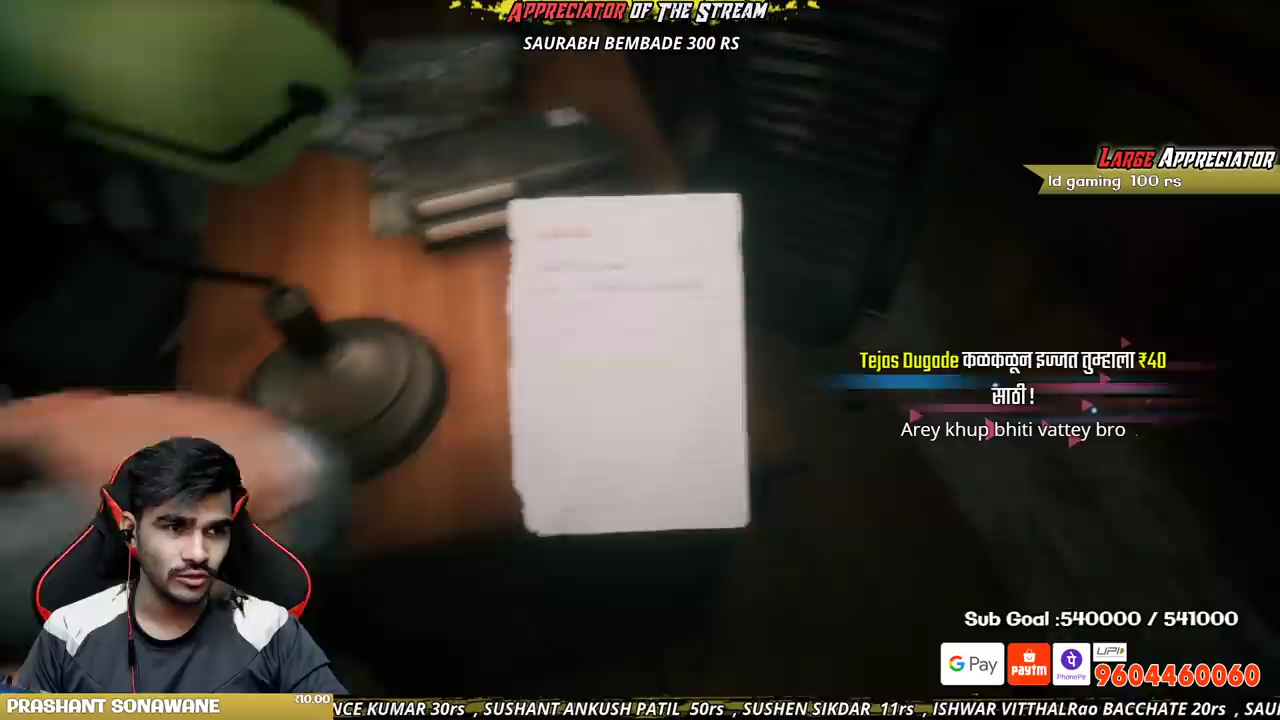 APPRECIATOR OF THE STREAM
SAURABH BEMBADE 300 RS
LARGE APPRECIATOR
ld gaming 100 rs
Tejas Dugade कळकळून इज्जत तुम्हाला ₹40
साठी !
Arey khup bhiti vattey bro
Sub Goal :540000 / 541000
G Pay
PAYTM
PhonePe
UPI
9604460060
PRASHANT SONAWANE
₹10.00
NCE KUMAR 30rs , SUSHANT ANKUSH PATIL 50rs , SUSHEN SIKDAR 11rs , ISHWAR VITTHALRao BACCHATE 20rs , SAU